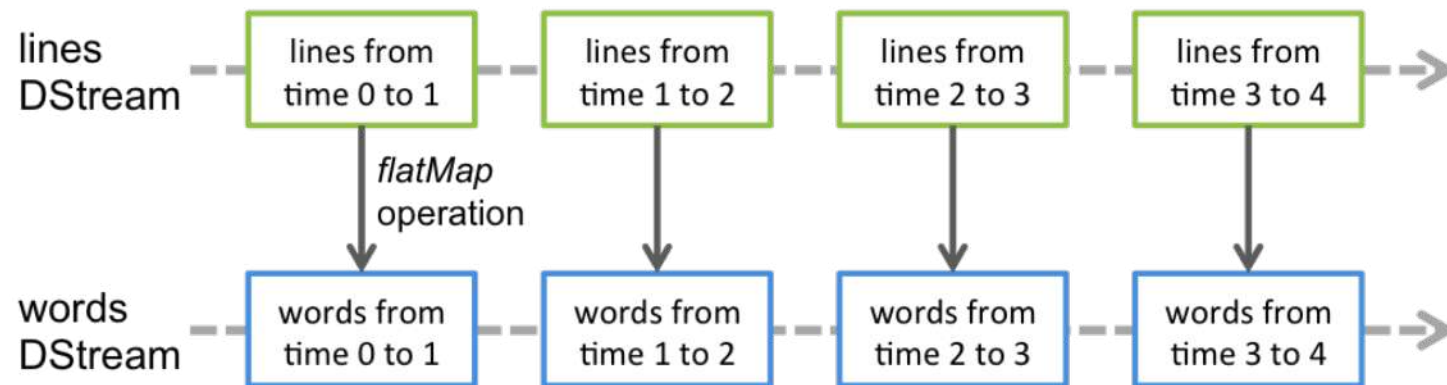 lines
DStream
lines from
time 0 to 1
lines from
time 1 to 2
lines from
time 2 to 3
lines from
time 3 to 4
flatMap
operation
words
DStream
words from
time 0 to 1
words from
time 1 to 2
words from
time 2 to 3
words from
time 3 to 4